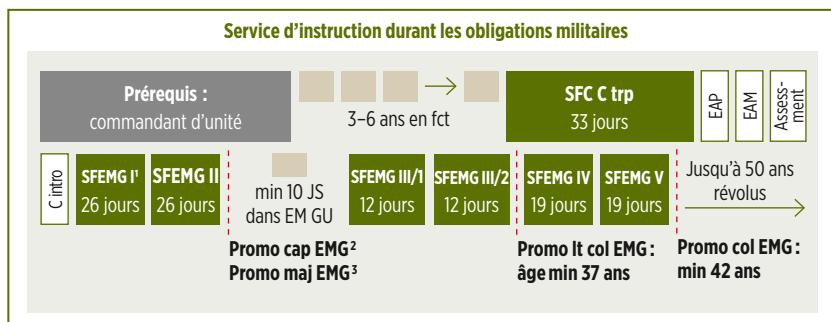 Service d’instruction durant les obligations militaires
Prérequis :
commandant d’unité
3–6 ans en fct
SFC C trp
33 jours
EAP
EAM
Assess-
ment
C intro
SFEMG I¹
26 jours
SFEMG II
26 jours
min 10 JS
dans EM GU
SFEMG III/1
12 jours
SFEMG III/2
12 jours
SFEMG IV
19 jours
SFEMG V
19 jours
Jusqu’à 50 ans
révolus
Promo cap EMG²
Promo maj EMG³
Promo lt col EMG :
âge min 37 ans
Promo col EMG :
min 42 ans